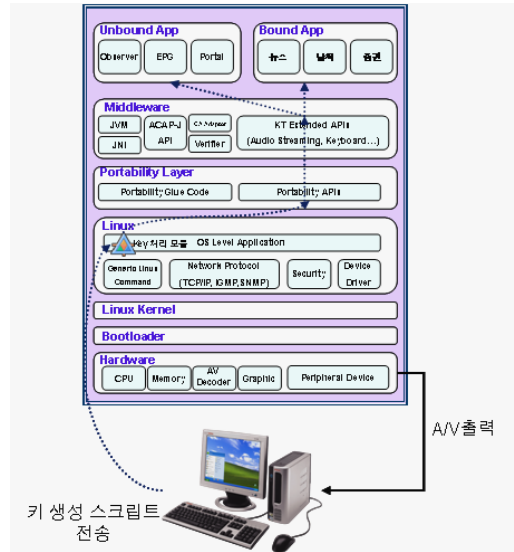 Unbound App
Bound App
Observer EPG Portal
뉴스 날씨 증권
Middleware
JVM ACAP-J API
JNI Verifier
KT Extended APIs
(Audio Streaming, Keyboard...)
Portability Layer
Portability Glue Code Portability APIs
Linux
Key 처리 모듈 OS Level Application
Generic Linux Command
Network Protocol
(TCP/IP, IGMP,SNMP)
Security
Device Driver
Linux Kernel
Bootloader
Hardware
CPU Memory AV Decoder Graphic Peripheral Device
A/V출력
키 생성 스크립트
전송